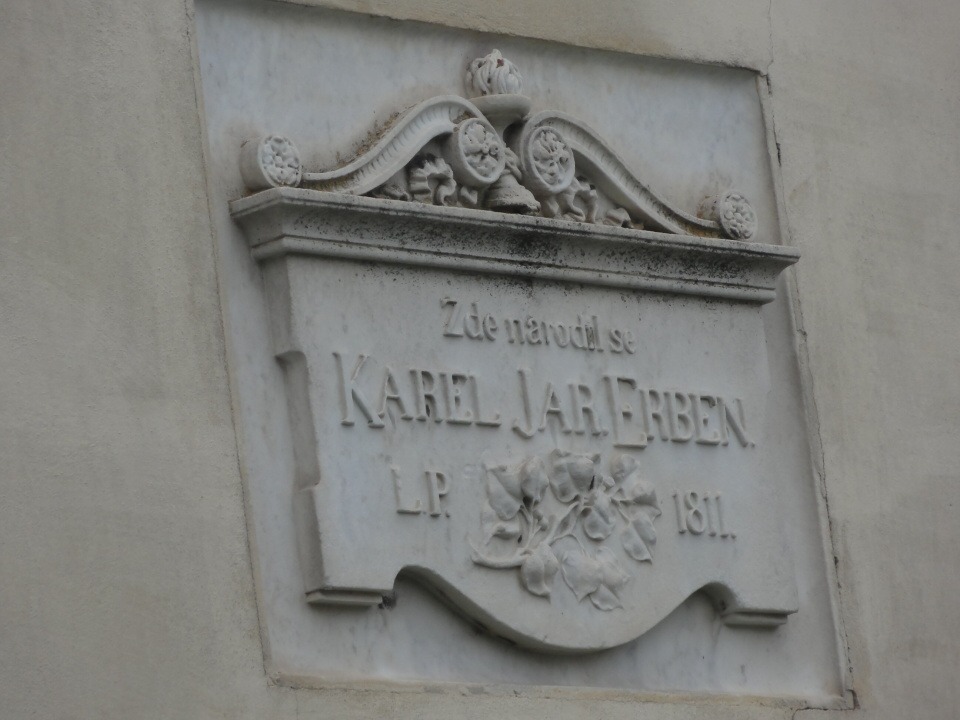 Zde narodil se
KAREL JAR. ERBEN.
L.P. 1811.